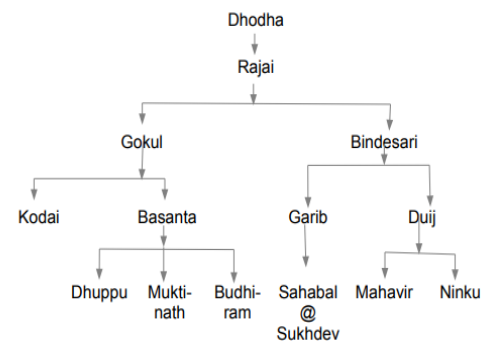 Dhodha
Rajai
Gokul Bindesari
Kodai Basanta Garib Duij
Dhuppu Mukti- Budhi- Sahabal Mahavir Ninku
nath ram @
Sukhdev